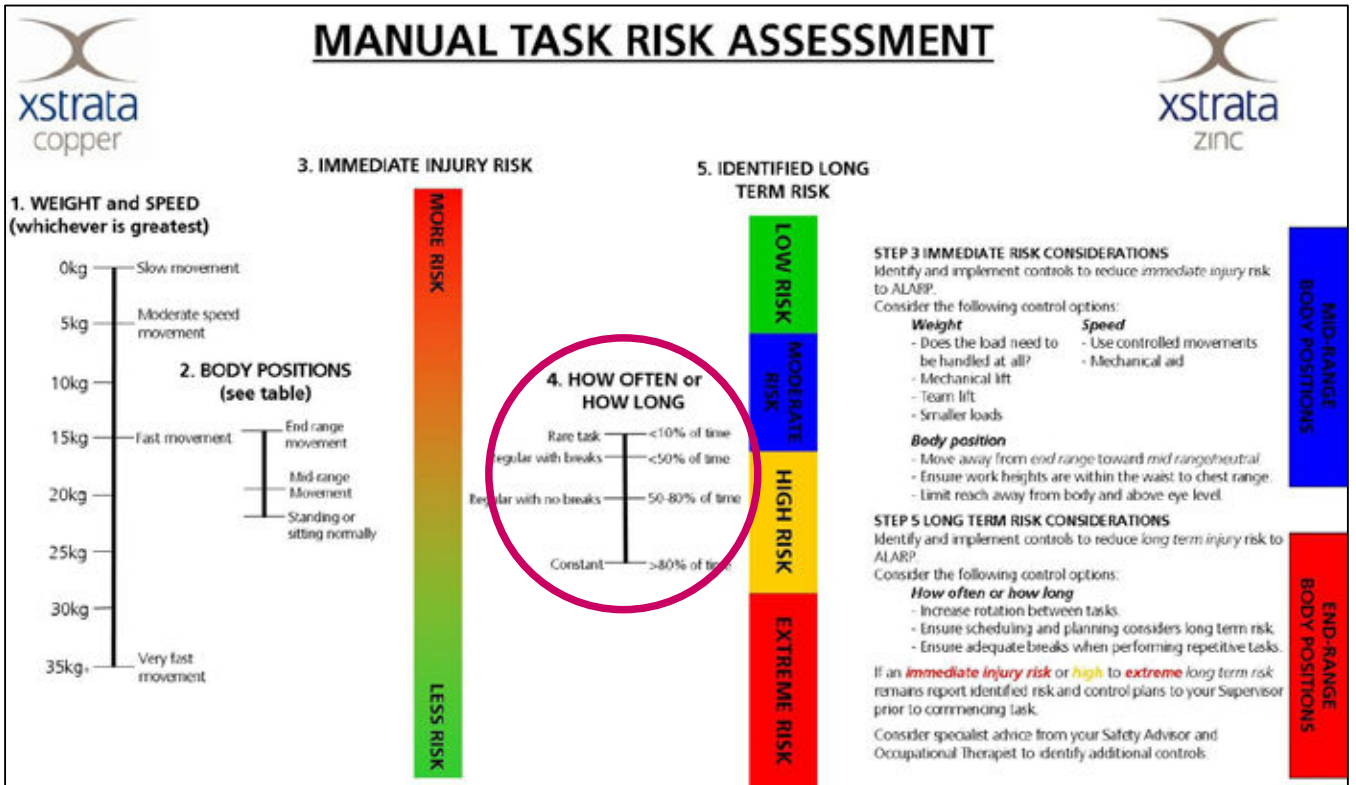 MANUAL TASK RISK ASSESSMENT
xstrata
copper
xstrata
zinc
1. WEIGHT and SPEED
(whichever is greatest)
0kg
Slow movement
5kg
Moderate speed
movement
10kg
15kg
Fast movement
20kg
25kg
30kg
35kg+
Very fast
movement
2. BODY POSITIONS
(see table)
End range
movement
Mid-range
Movement
Standing or
sitting normally
3. IMMEDIATE INJURY RISK
MORE RISK
LESS RISK
4. HOW OFTEN or
HOW LONG
Rare task
<10% of time
Regular with breaks
<50% of time
Regular with no breaks
50-80% of time
Constant
>80% of time
5. IDENTIFIED LONG
TERM RISK
LOW RISK
MODERATE
RISK
HIGH RISK
EXTREME RISK
STEP 3 IMMEDIATE RISK CONSIDERATIONS
Identify and implement controls to reduce immediate injury risk
to ALARP.
Consider the following control options:
Weight
- Does the load need to
be handled at all?
- Mechanical lift
- Team lift
- Smaller loads
Speed
- Use controlled movements
- Mechanical aid
Body position
- Move away from end range toward mid range/neutral.
- Ensure work heights are within the waist to chest range.
- Limit reach away from body and above eye level.
STEP 5 LONG TERM RISK CONSIDERATIONS
Identify and implement controls to reduce long term injury risk to
ALARP.
Consider the following control options:
How often or how long
- Increase rotation between tasks.
- Ensure scheduling and planning considers long term risk.
- Ensure adequate breaks when performing repetitive tasks.
If an immediate injury risk or high to extreme long term risk
remains report identified risk and control plans to your Supervisor
prior to commencing task.
Consider specialist advice from your Safety Advisor and
Occupational Therapist to identify additional controls.
MID-RANGE
BODY POSITIONS
END-RANGE
BODY POSITIONS